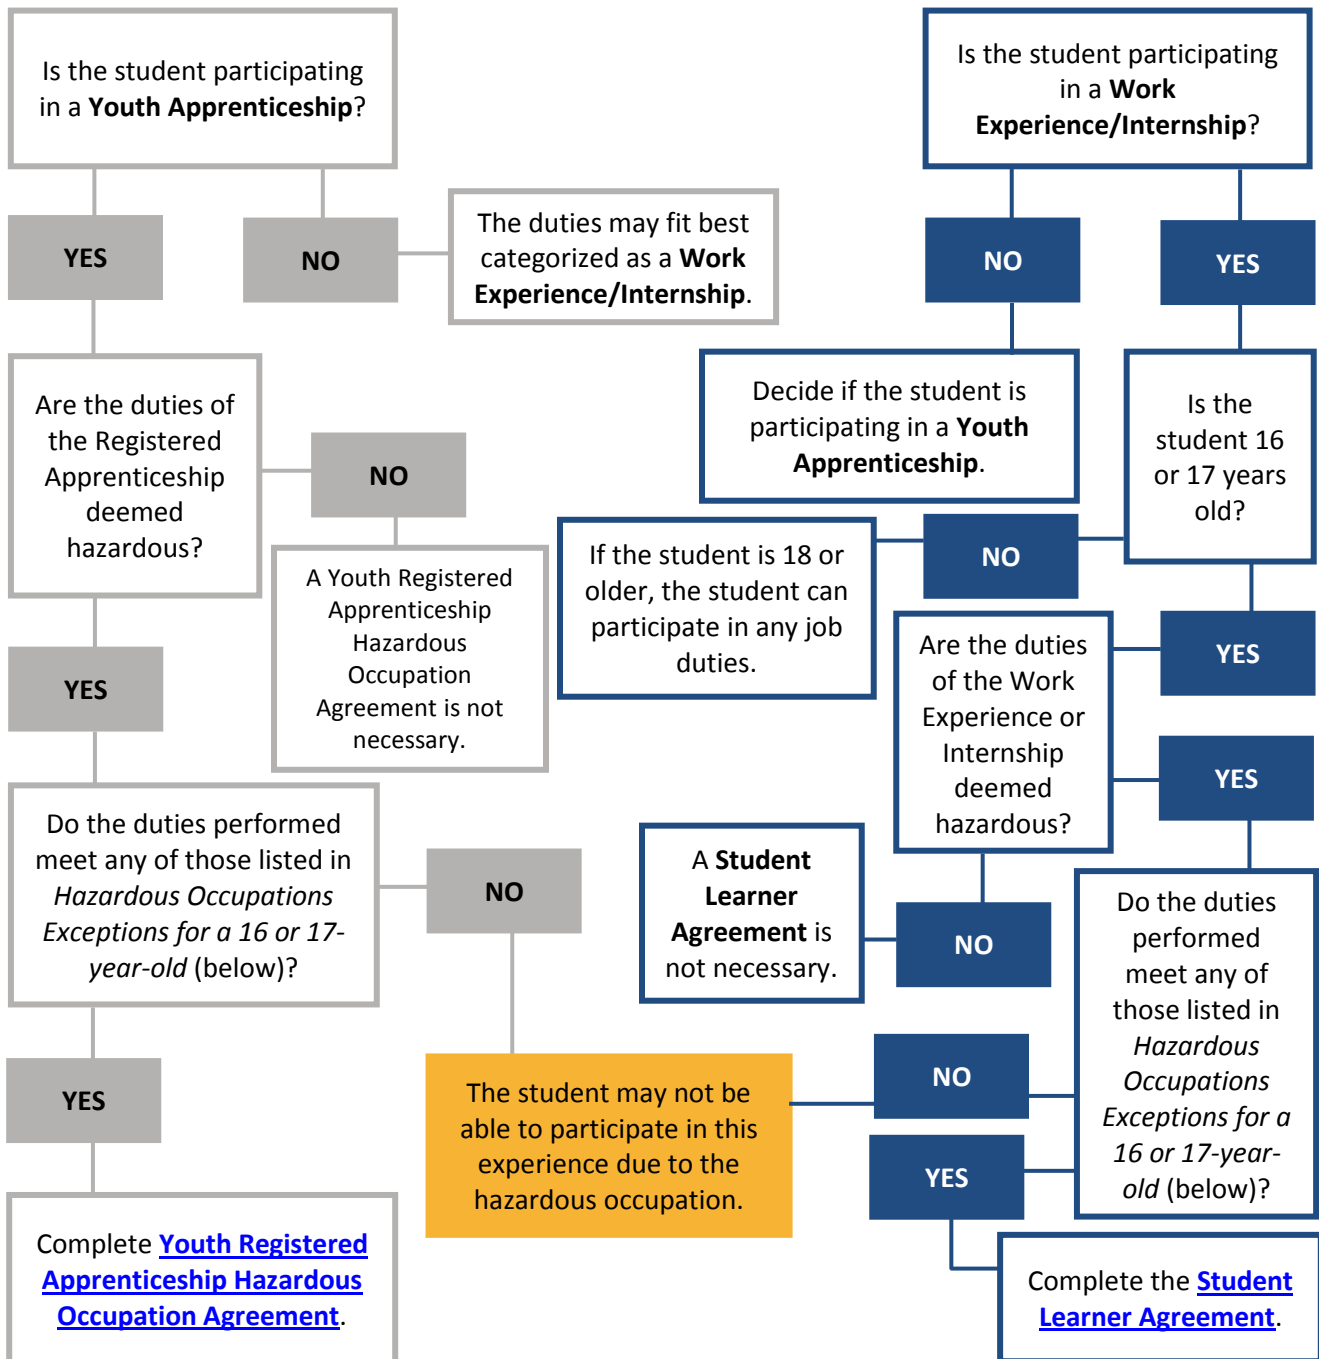 Is the student participating
in a Youth Apprenticeship?
YES
NO
The duties may fit best
categorized as a Work
Experience/Internship.
Are the duties of
the Registered
Apprenticeship
deemed
hazardous?
NO
A Youth Registered
Apprenticeship
Hazardous
Occupation
Agreement is not
necessary.
YES
Do the duties performed
meet any of those listed in
Hazardous Occupations
Exceptions for a 16 or 17-
year-old (below)?
NO
YES
Complete Youth Registered
Apprenticeship Hazardous
Occupation Agreement.
The student may not be
able to participate in this
experience due to the
hazardous occupation.
Is the student participating
in a Work
Experience/Internship?
NO
YES
Decide if the student is
participating in a Youth
Apprenticeship.
Is the
student 16
or 17 years
old?
NO
If the student is 18 or
older, the student can
participate in any job
duties.
YES
Are the duties
of the Work
Experience or
Internship
deemed
hazardous?
YES
NO
A Student
Learner
Agreement is
not necessary.
Do the duties
performed
meet any of
those listed in
Hazardous
Occupations
Exceptions for a
16 or 17-year-
old (below)?
NO
YES
Complete the Student
Learner Agreement.